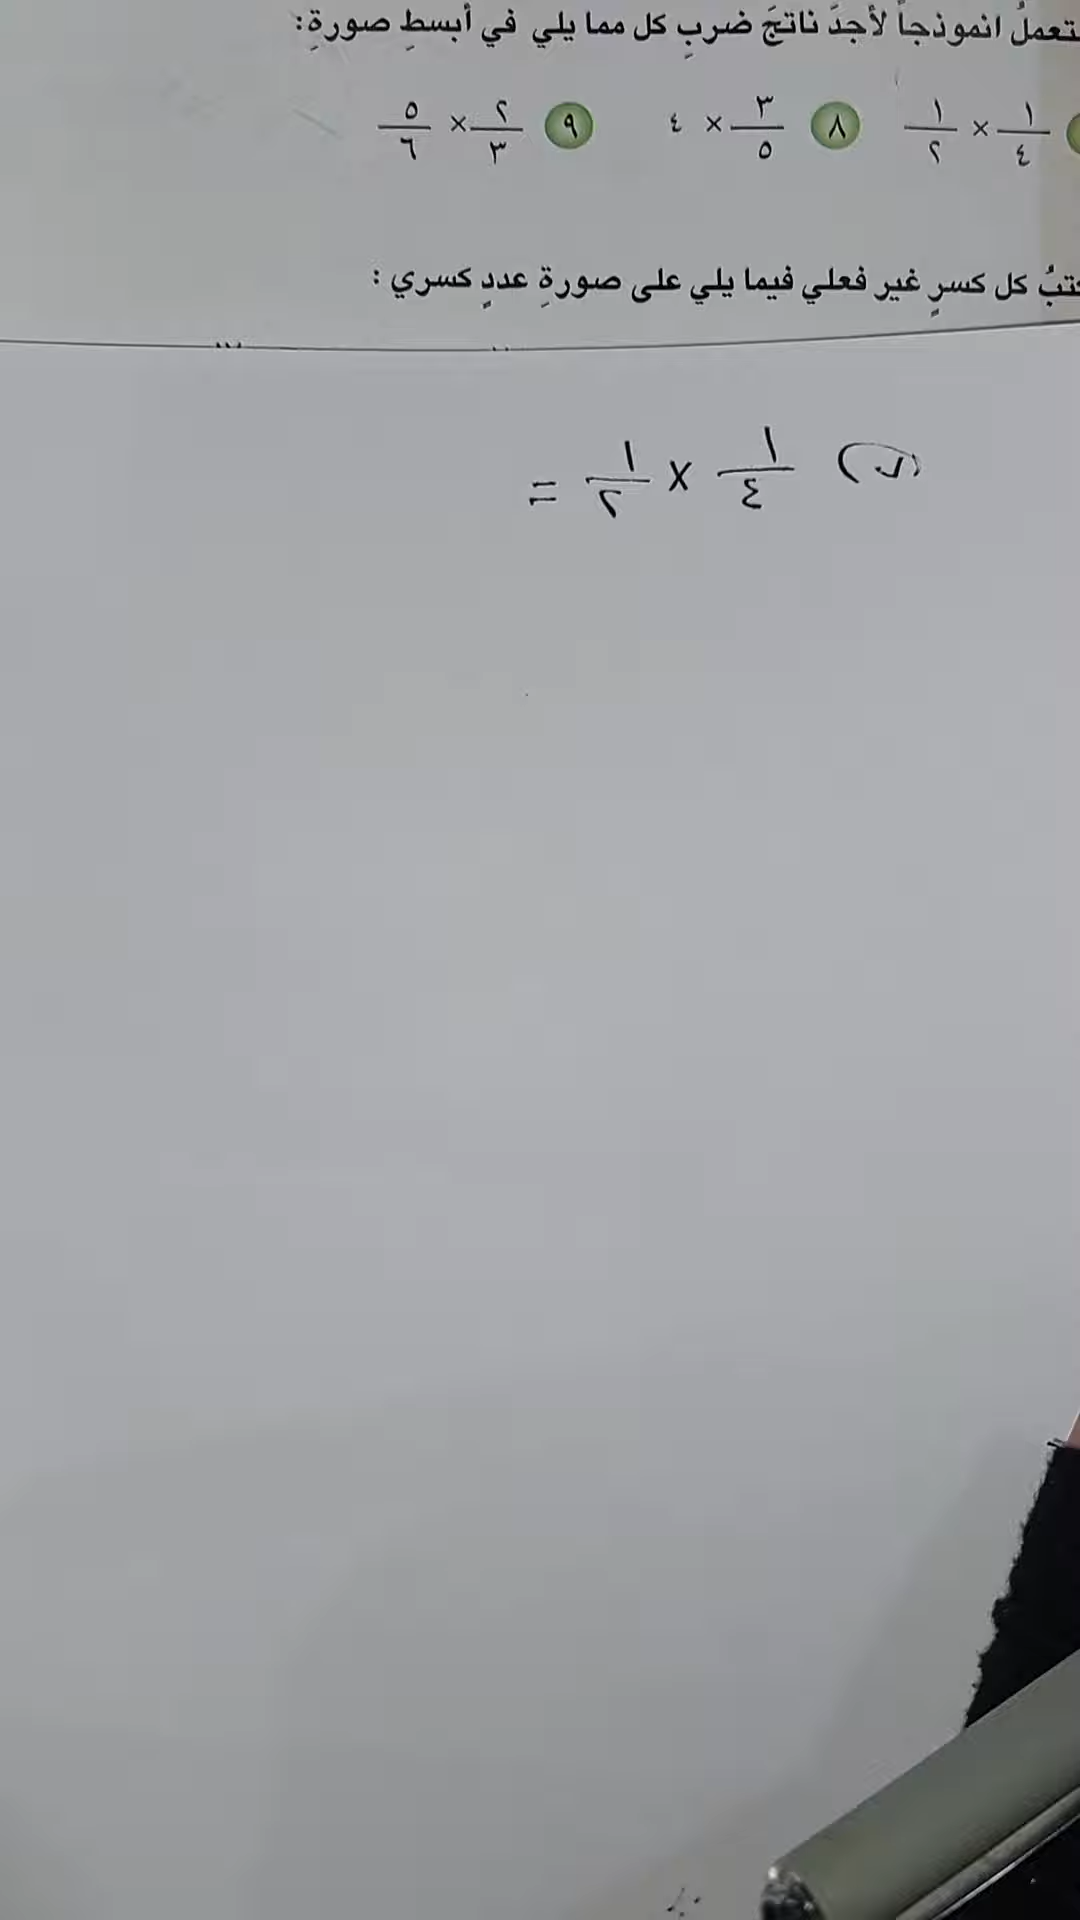 تعملُ انموذجاً لأجدَ ناتجَ ضربِ كل مما يلي في أبسطِ صورةِ:
١/٤ × ١/٢ ٨ ٣/٥ × ٤ ٩ ٢/٣ × ٥/٦
تبُ كل كسرٍ غير فعلي فيما يلي على صورةِ عددٍ كسري :
٧) ١/٤ × ١/٢ =